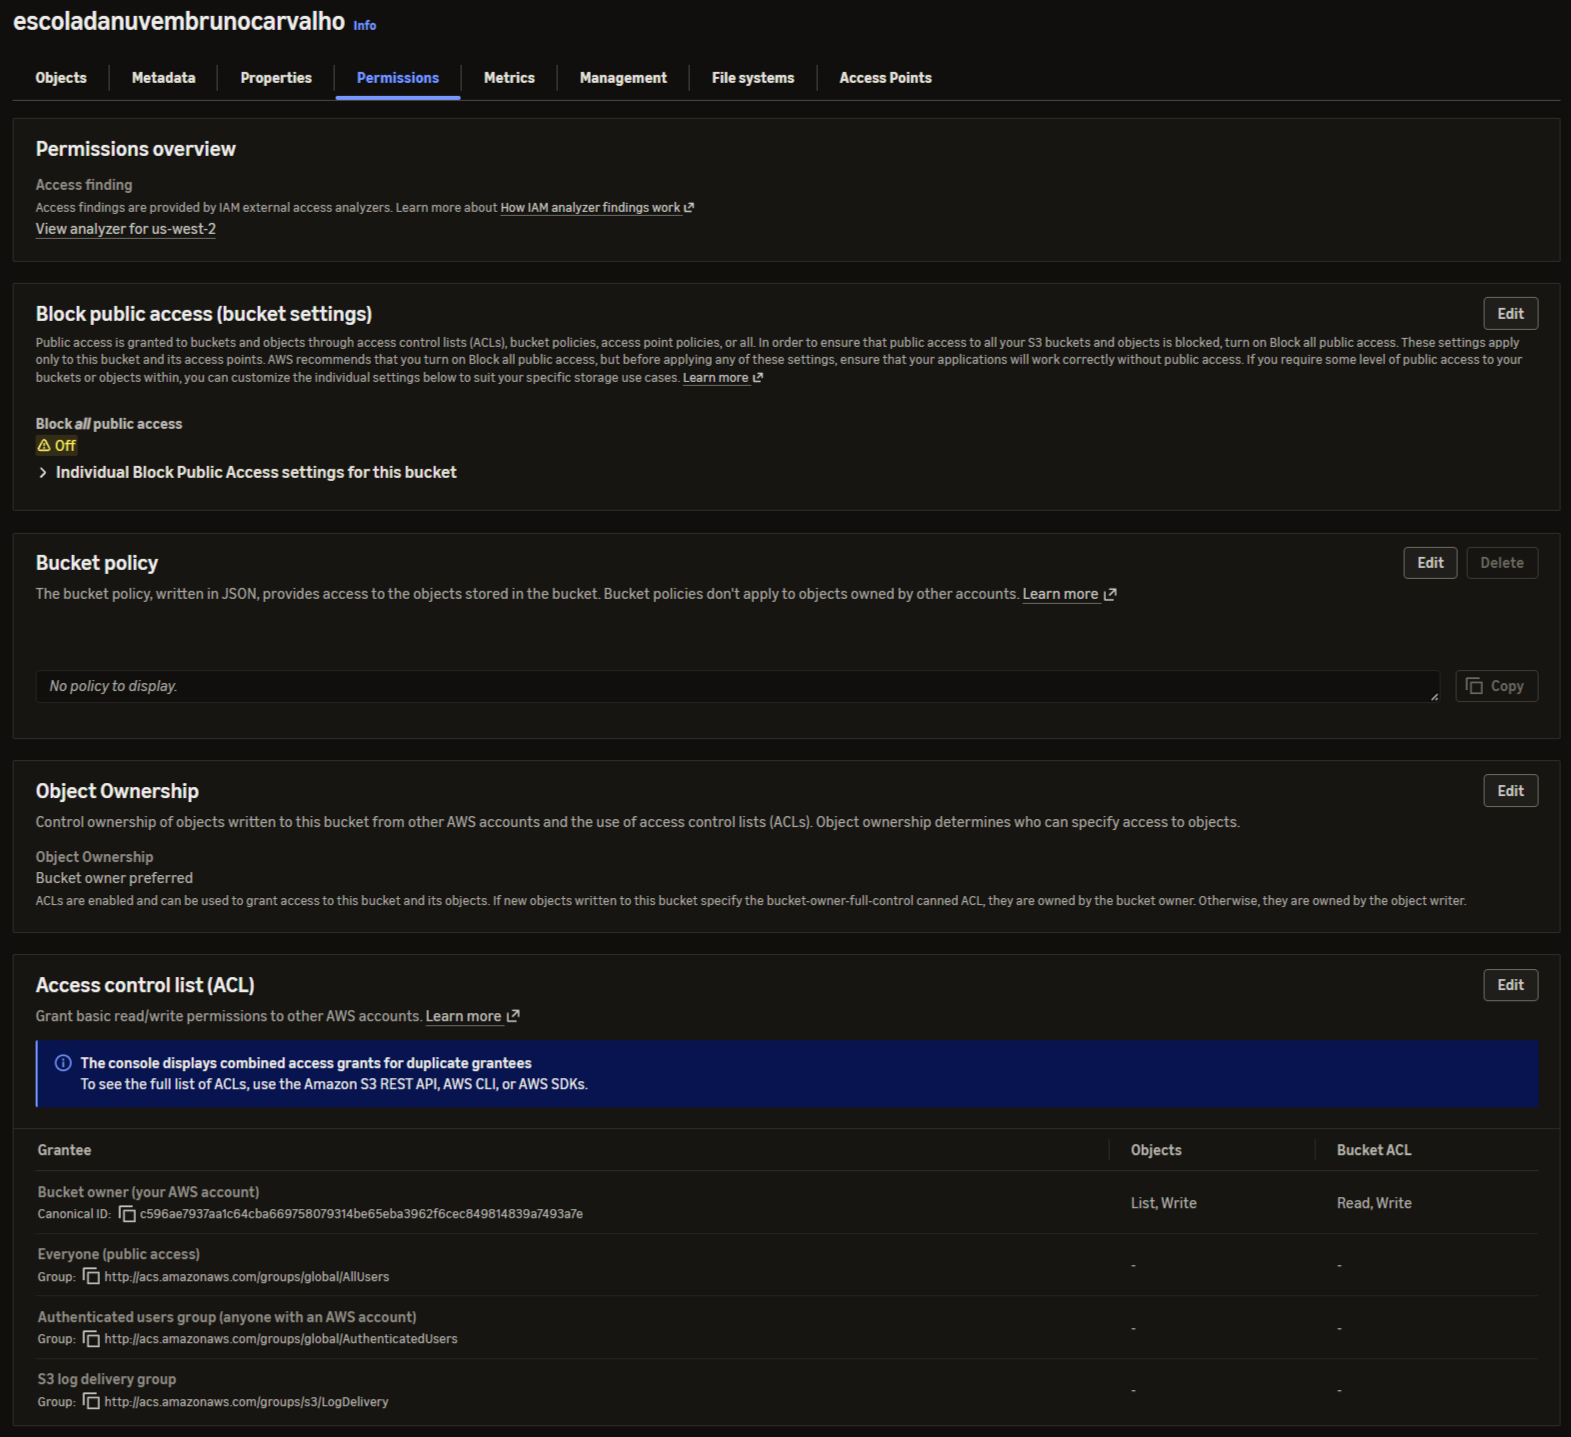 escoladanuvembrunocarvalho Info
Objects Metadata Properties Permissions Metrics Management File systems Access Points
Permissions overview
Access finding
Access findings are provided by IAM external access analyzers. Learn more about How IAM analyzer findings work
View analyzer for us-west-2
Block public access (bucket settings)
Edit
Public access is granted to buckets and objects through access control lists (ACLs), bucket policies, access point policies, or all. In order to ensure that public access to all your S3 buckets and objects is blocked, turn on Block all public access. These settings apply
only to this bucket and its access points. AWS recommends that you turn on Block all public access, but before applying any of these settings, ensure that your applications will work correctly without public access. If you require some level of public access to your
buckets or objects within, you can customize the individual settings below to suit your specific storage use cases. Learn more
Block all public access
Off
Individual Block Public Access settings for this bucket
Bucket policy
Edit Delete
The bucket policy, written in JSON, provides access to the objects stored in the bucket. Bucket policies don't apply to objects owned by other accounts. Learn more
No policy to display.
Copy
Object Ownership
Edit
Control ownership of objects written to this bucket from other AWS accounts and the use of access control lists (ACLs). Object ownership determines who can specify access to objects.
Object Ownership
Bucket owner preferred
ACLs are enabled and can be used to grant access to this bucket and its objects. If new objects written to this bucket specify the bucket-owner-full-control canned ACL, they are owned by the bucket owner. Otherwise, they are owned by the object writer.
Access control list (ACL)
Edit
Grant basic read/write permissions to other AWS accounts. Learn more
The console displays combined access grants for duplicate grantees
To see the full list of ACLs, use the Amazon S3 REST API, AWS CLI, or AWS SDKs.
Grantee Objects Bucket ACL
Bucket owner (your AWS account)
Canonical ID: c596ae7937aa1c64cba669758079314be65eba3962f6cec849814839a7493a7e
List, Write Read, Write
Everyone (public access)
Group: http://acs.amazonaws.com/groups/global/AllUsers
- -
Authenticated users group (anyone with an AWS account)
Group: http://acs.amazonaws.com/groups/global/AuthenticatedUsers
- -
S3 log delivery group
Group: http://acs.amazonaws.com/groups/s3/LogDelivery
- -